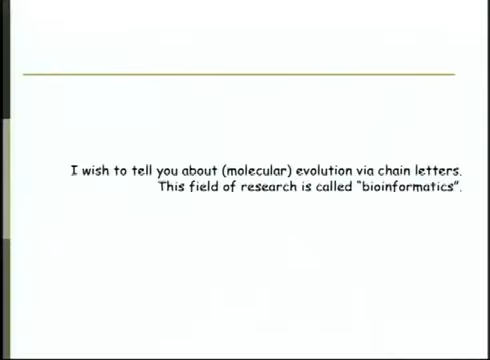 I wish to tell you about (molecular) evolution via chain letters.
This field of research is called "bioinformatics".